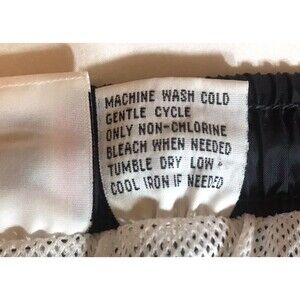 MACHINE WASH COLD
GENTLE CYCLE
ONLY NON-CHLORINE
BLEACH WHEN NEEDED
TUMBLE DRY LOW
COOL IRON IF NEEDED